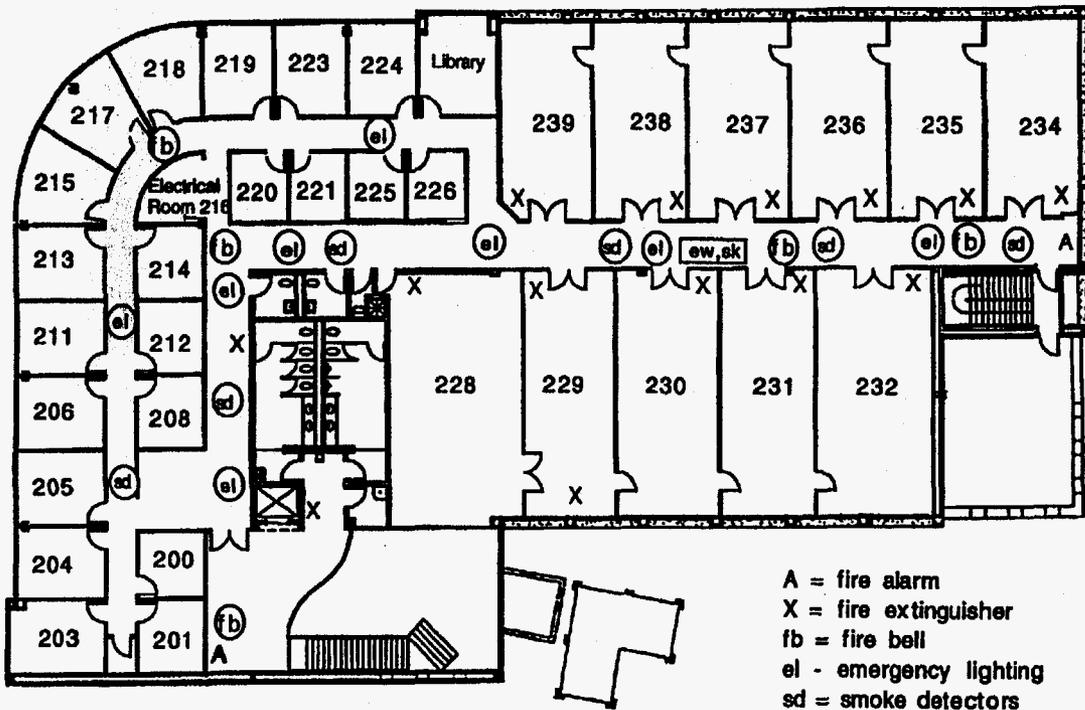 218 219 223 224 Library
217
fb el
239 238 237 236 235 234
215
Electrical
Room 216 220 221 225 226
X X X X X X
213 214 fb el sd el sd el ew,sk fb sd el fb sd A
el
X X X X X
211 el 212 X
206 208 sd 228 229 230 231 232
205 sd el
X X
204 200
203 201 fb
A
A = fire alarm
X = fire extinguisher
fb = fire bell
el - emergency lighting
sd = smoke detectors